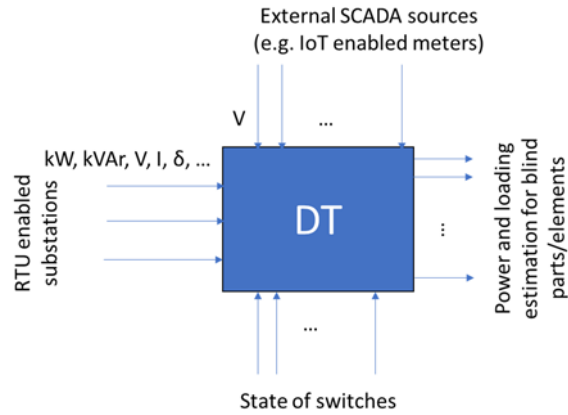 External SCADA sources
(e.g. IoT enabled meters)
V
...
kW, kVAr, V, I, δ, ...
RTU enabled
substations
DT
...
Power and loading
estimation for blind
parts/elements
...
State of switches